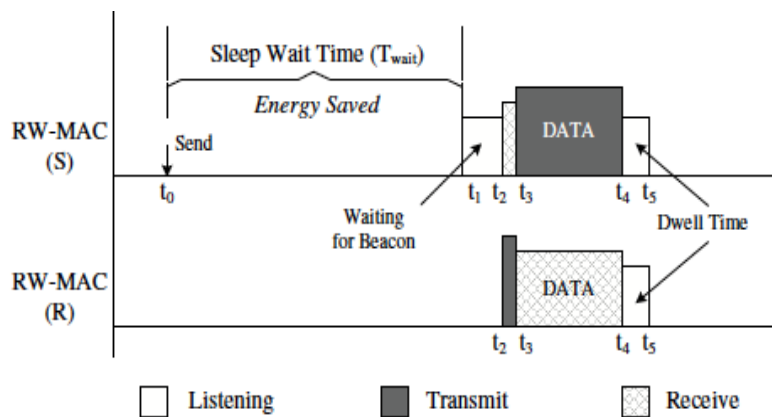 Sleep Wait Time (Twait)
Energy Saved
RW-MAC
(S)
Send
DATA
t0
t1 t2 t3 t4 t5
Waiting
for Beacon
Dwell Time
RW-MAC
(R)
DATA
t2 t3 t4 t5
Listening Transmit Receive